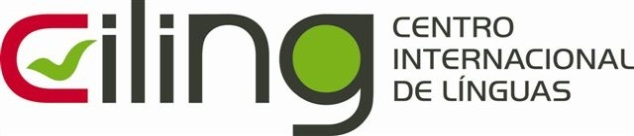 ciling
CENTRO
INTERNACIONAL
DE LÍNGUAS